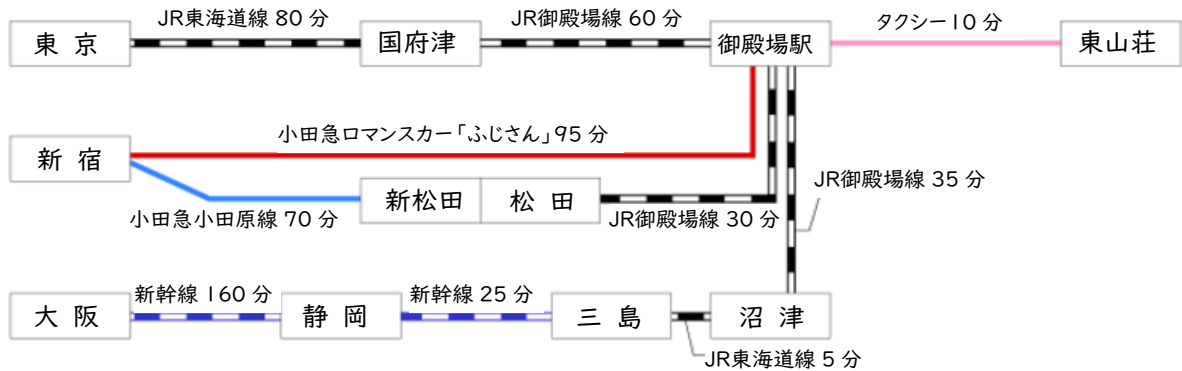 JR東海道線 80 分
JR御殿場線 60 分
タクシー10 分
東 京
国府津
御殿場駅
東山荘
小田急ロマンスカー「ふじさん」95 分
新 宿
JR御殿場線 35 分
新松田
松 田
小田急小田原線 70 分
JR御殿場線 30 分
新幹線 160 分
新幹線 25 分
大 阪
静 岡
三 島
沼 津
JR東海道線 5 分